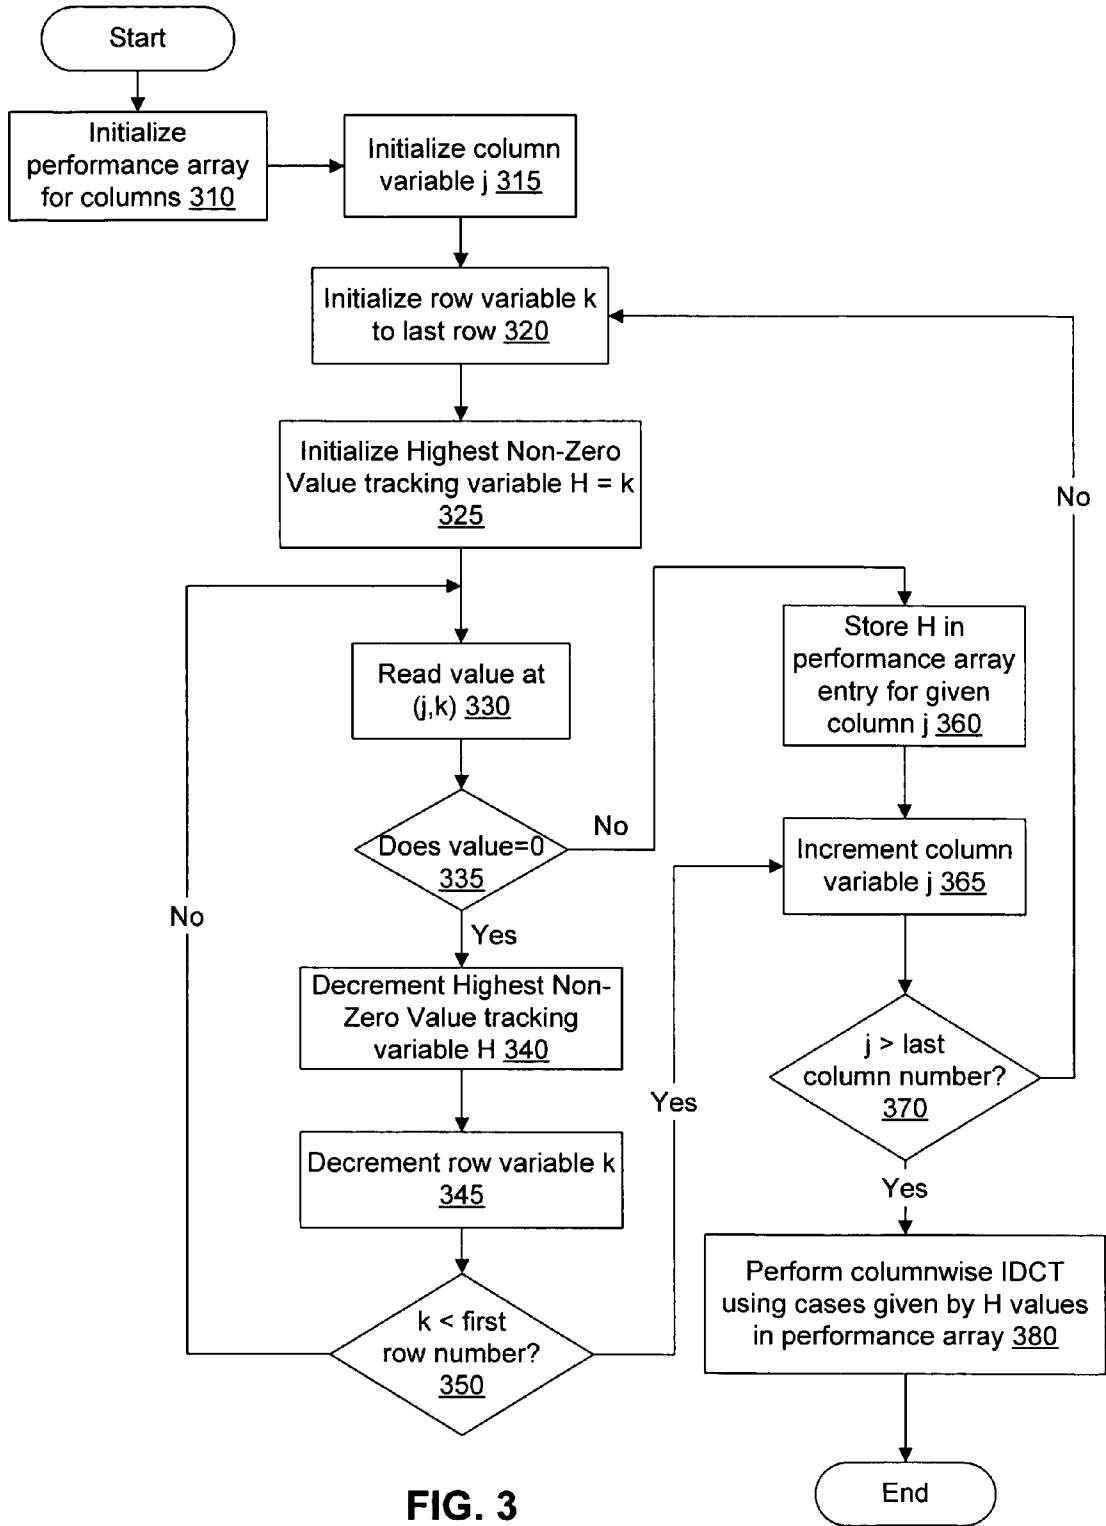 Start
Initialize
performance array
for columns 310
Initialize column
variable j 315
Initialize row variable k
to last row 320
Initialize Highest Non-Zero
Value tracking variable H = k
325
No
Read value at
(j,k) 330
Store H in
performance array
entry for given
column j 360
Does value=0
335
No
Increment column
variable j 365
No
Yes
Decrement Highest Non-
Zero Value tracking
variable H 340
j > last
column number?
370
Yes
Decrement row variable k
345
Yes
k < first
row number?
350
Perform columnwise IDCT
using cases given by H values
in performance array 380
End
FIG. 3